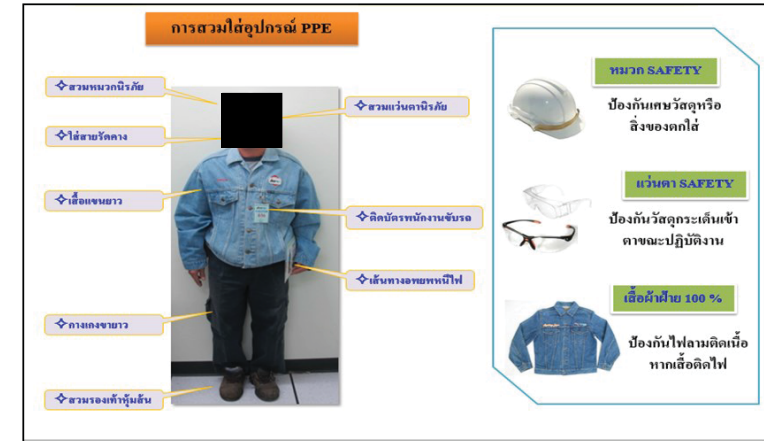 การสวมใส่อุปกรณ์ PPE
สวมหมวกนิรภัย
ใส่สายรัดคาง
เสื้อแขนยาว
กางเกงขายาว
สวมรองเท้าหุ้มส้น
สวมแว่นตานิรภัย
ติดบัตรพนักงานขับรถ
เส้นทางอพยพหนีไฟ
หมวก SAFETY
ป้องกันเศษวัสดุหรือ
สิ่งของตกใส่
แว่นตา SAFETY
ป้องกันวัสดุกระเด็นเข้า
ตาขณะปฏิบัติงาน
เสื้อผ้าฝ้าย 100 %
ป้องกันไฟลามติดเนื้อ
หากเสื้อติดไฟ